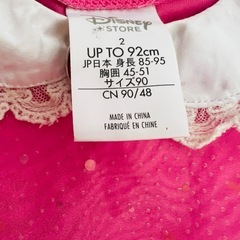 Disney
STORE
2
UP TO 92cm
JP日本 身長 85-95
胸囲 45-51
サイズ90
CN 90/48
MADE IN CHINA
FABRIQUÉ EN CHINE